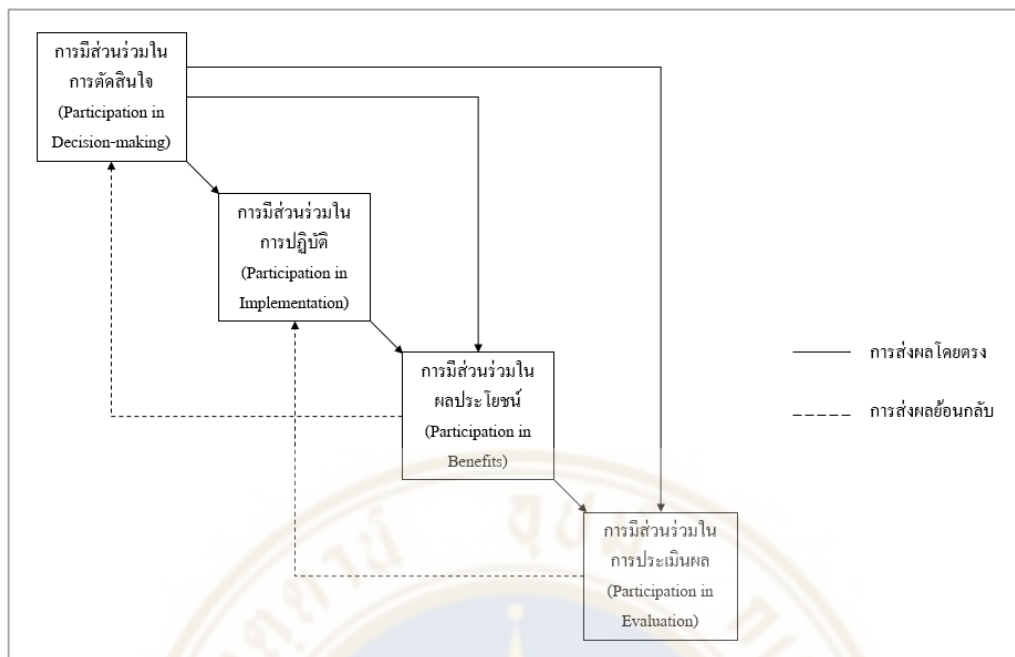 การมีส่วนร่วมใน
การตัดสินใจ
(Participation in
Decision-making)
การมีส่วนร่วมใน
การปฏิบัติ
(Participation in
Implementation)
การมีส่วนร่วมใน
ผลประโยชน์
(Participation in
Benefits)
การส่งผลโดยตรง
การส่งผลย้อนกลับ
การมีส่วนร่วมใน
การประเมินผล
(Participation in
Evaluation)